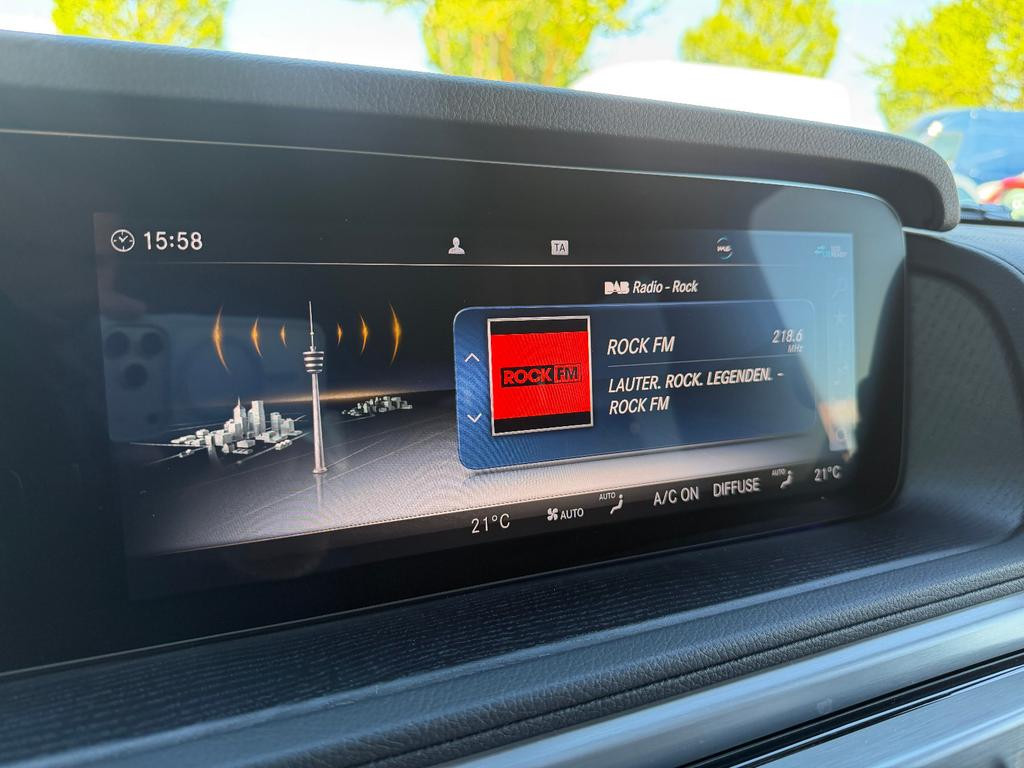 15:58
TA
me
DAB Radio - Rock
ROCK FM
ROCK FM
218.6
MHz
LAUTER. ROCK. LEGENDEN. -
ROCK FM
21°C
AUTO
AUTO
A/C ON
DIFFUSE
AUTO
21°C